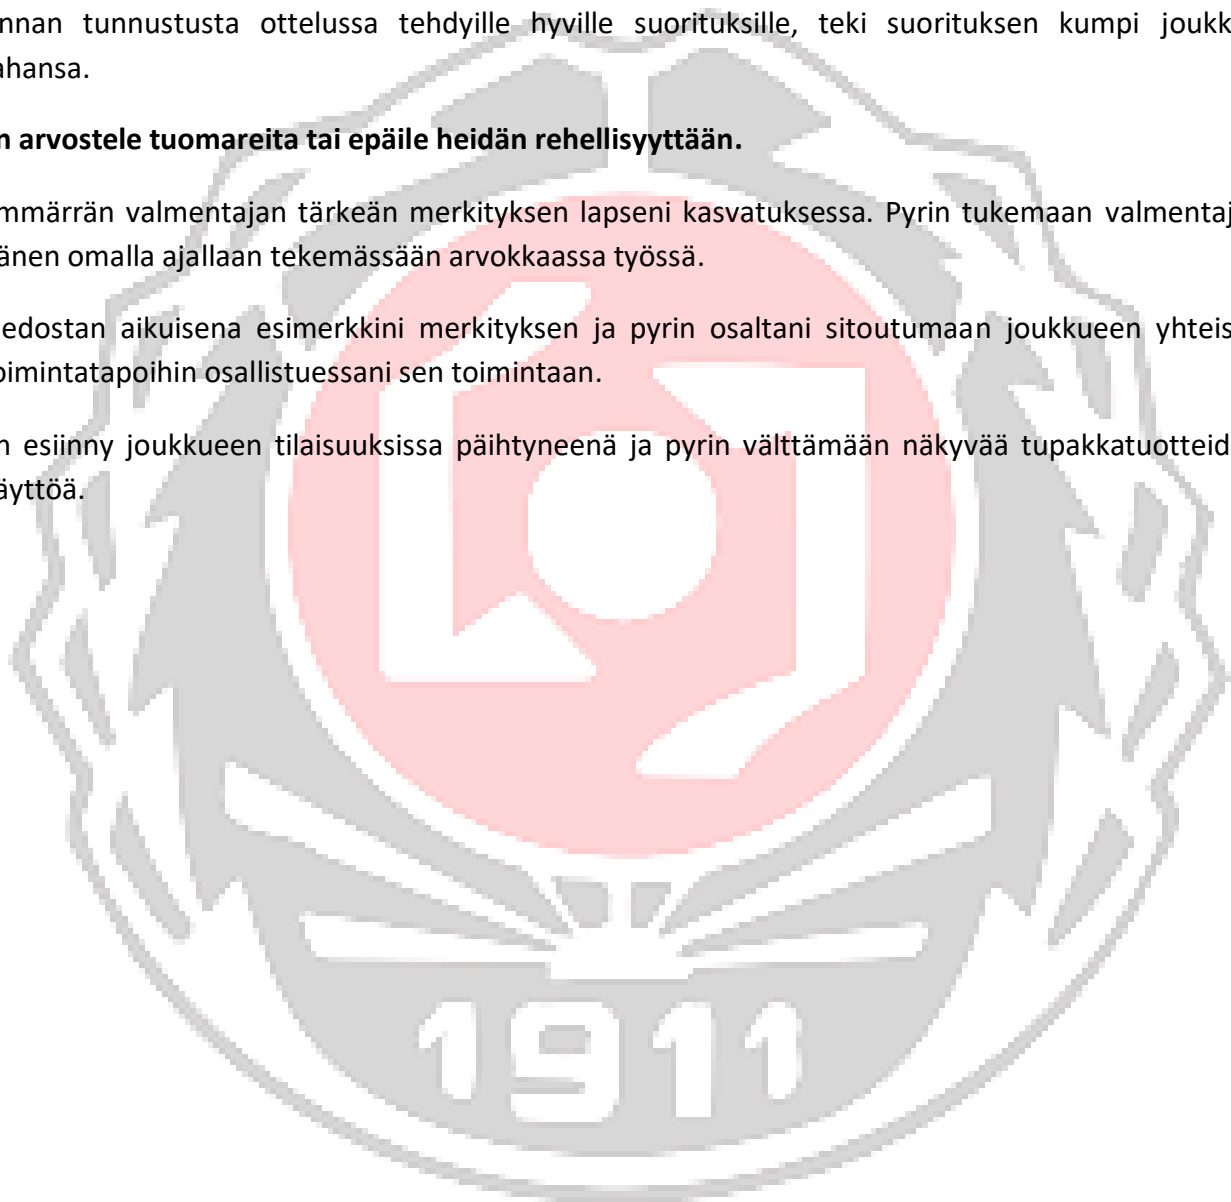 nnan tunnustusta ottelussa tehdyille hyville suorituksille, teki suorituksen kumpi joukk
ahansa.
n arvostele tuomareita tai epäile heidän rehellisyyttään.
mmärrän valmentajan tärkeän merkityksen lapseni kasvatuksessa. Pyrin tukemaan valmentaj
änen omalla ajallaan tekemässään arvokkaassa työssä.
iedostan aikuisena esimerkkini merkityksen ja pyrin osaltani sitoutumaan joukkueen yhteis
oimintatapoihin osallistuessani sen toimintaan.
n esiinny joukkueen tilaisuuksissa päihtyneenä ja pyrin välttämään näkyvää tupakkatuotteid
äyttöä.
1911